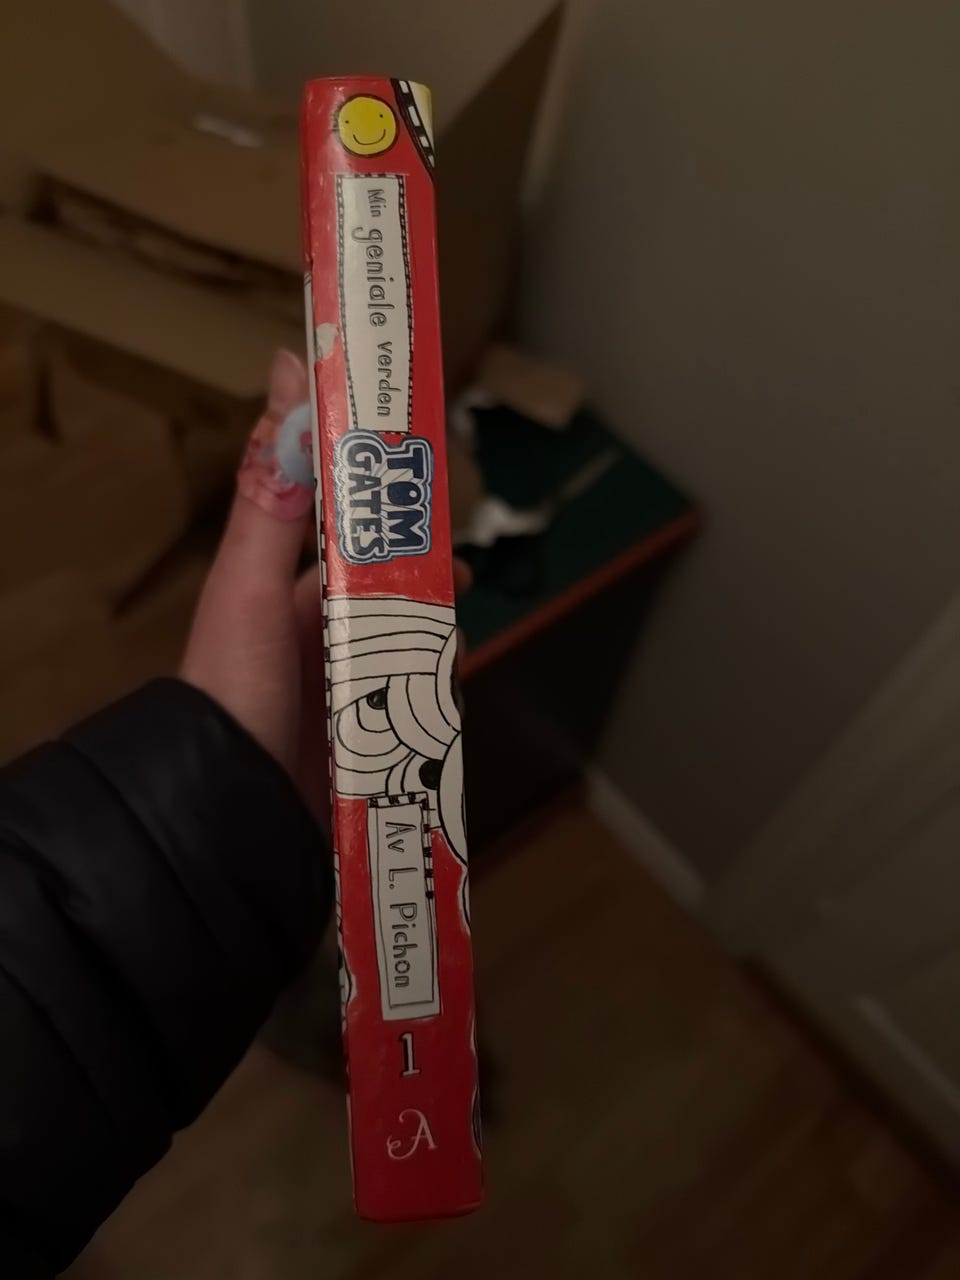 Min geniale verden
TOM
GATES
Av L. Pichon
1
A